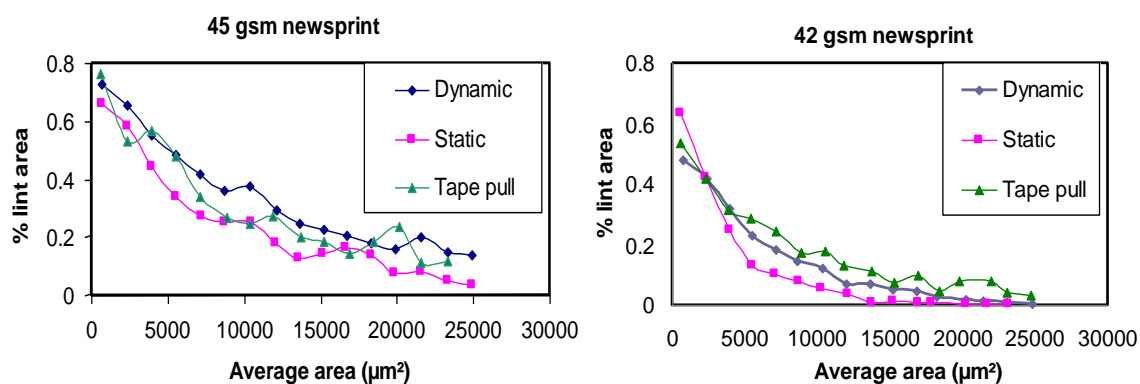 45 gsm newsprint
% lint area
0.8
0.6
0.4
0.2
0
0 5000 10000 15000 20000 25000 30000
Average area (µm²)
Dynamic
Static
Tape pull
42 gsm newsprint
% lint area
0.8
0.6
0.4
0.2
0
0 5000 10000 15000 20000 25000 30000
Average area (µm²)
Dynamic
Static
Tape pull